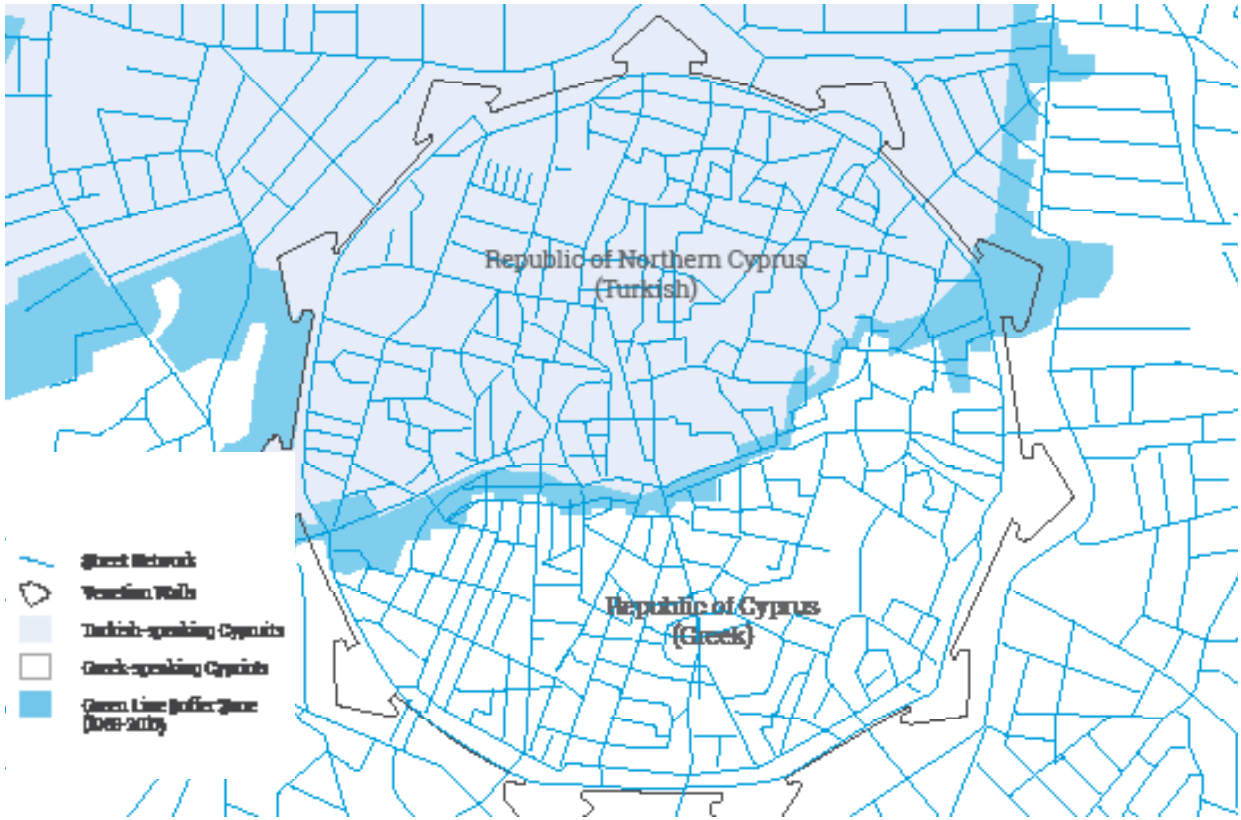 Republic of Northern Cyprus
(Turkish)
Republic of Cyprus
(Greek)
Street Network
Venetian Walls
Turkish-speaking Cypriots
Greek-speaking Cypriots
Green Line Buffer Zone